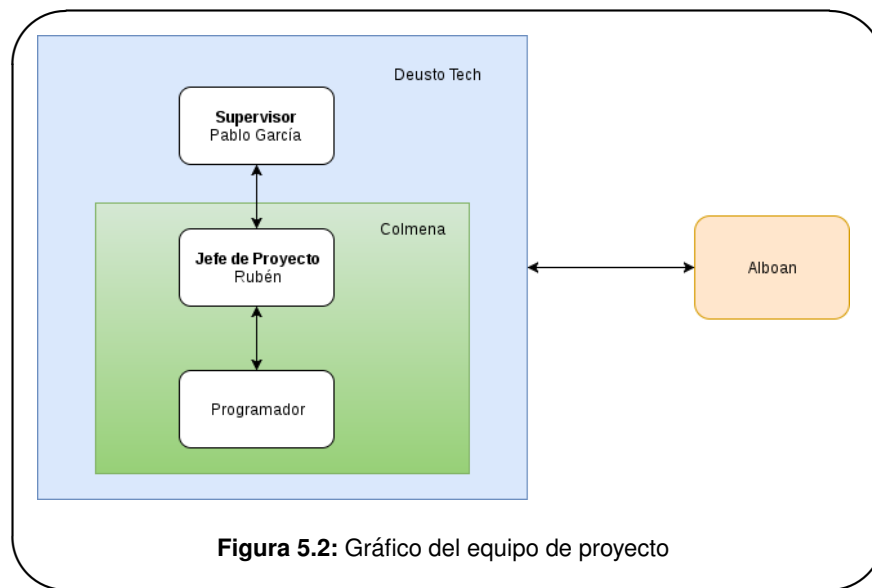 Deusto Tech
Supervisor
Pablo García
Colmena
Jefe de Proyecto
Rubén
Alboan
Programador
Figura 5.2: Gráfico del equipo de proyecto